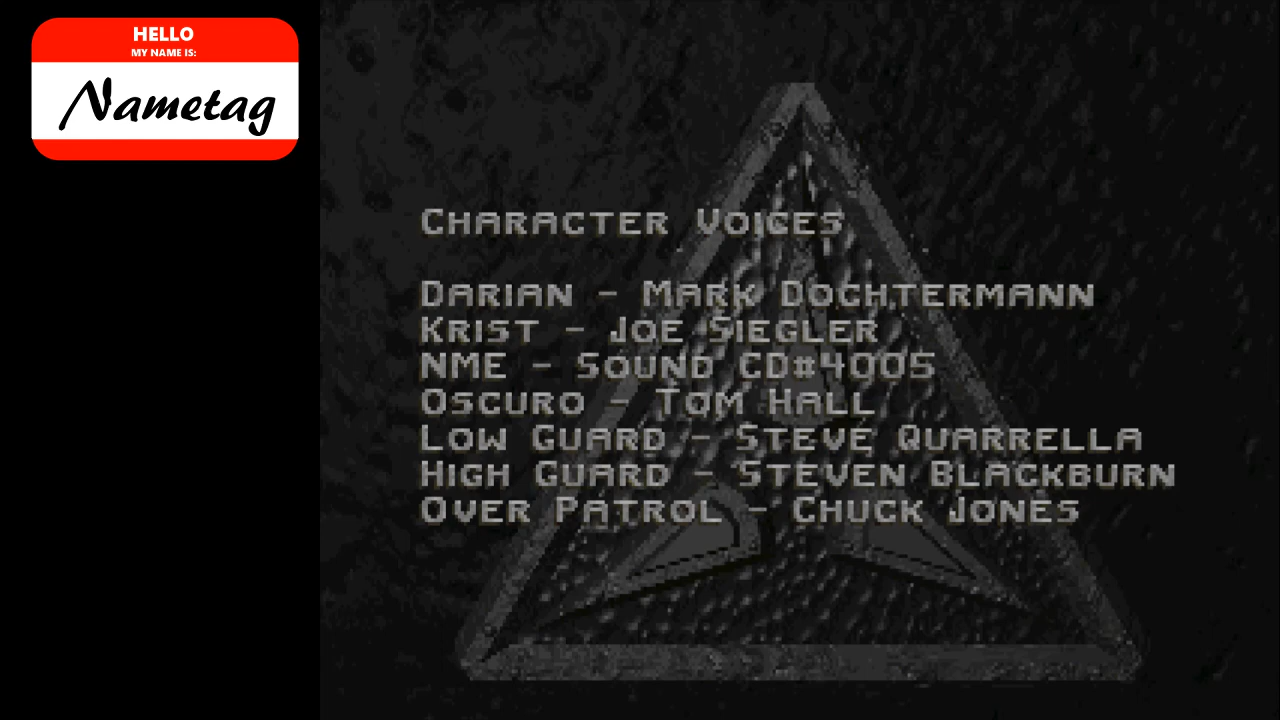 HELLO
MY NAME IS:
Nametag
CHARACTER VOICES
DARIAN - MARK DOCHTERMANN
KRIST - JOE SIEGLER
NME - SOUND CD#4005
OSCURO - TOM HALL
LOW GUARD - STEVE QUARRELLA
HIGH GUARD - STEVEN BLACKBURN
OVER PATROL - CHUCK JONES